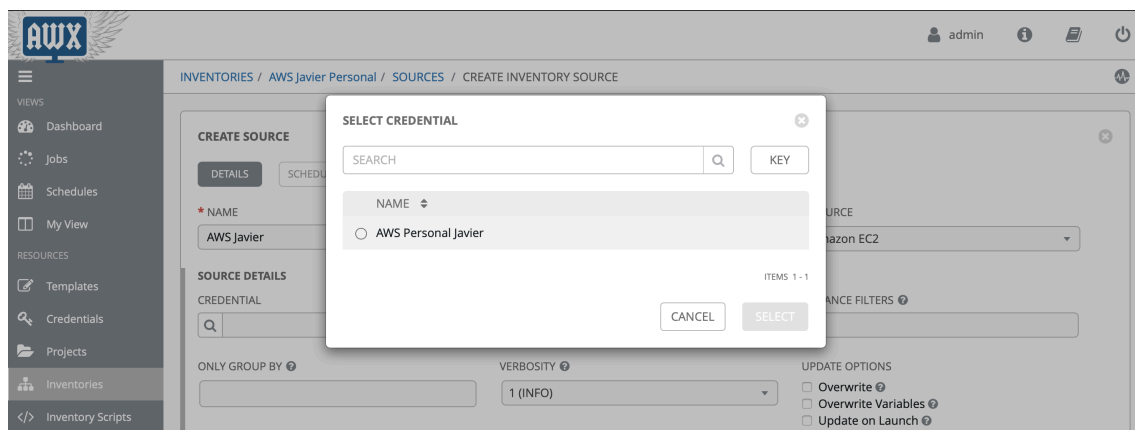 AWX
admin
INVENTORIES / AWS Javier Personal / SOURCES / CREATE INVENTORY SOURCE
VIEWS
Dashboard
Jobs
Schedules
My View
RESOURCES
Templates
Credentials
Projects
Inventories
Inventory Scripts
CREATE SOURCE
DETAILS
SCHEDU
* NAME
AWS Javier
URCE
azon EC2
SOURCE DETAILS
CREDENTIAL
ANCE FILTERS
ONLY GROUP BY
VERBOSITY
1 (INFO)
UPDATE OPTIONS
Overwrite
Overwrite Variables
Update on Launch
SELECT CREDENTIAL
SEARCH
KEY
NAME
AWS Personal Javier
ITEMS 1 - 1
CANCEL
SELECT